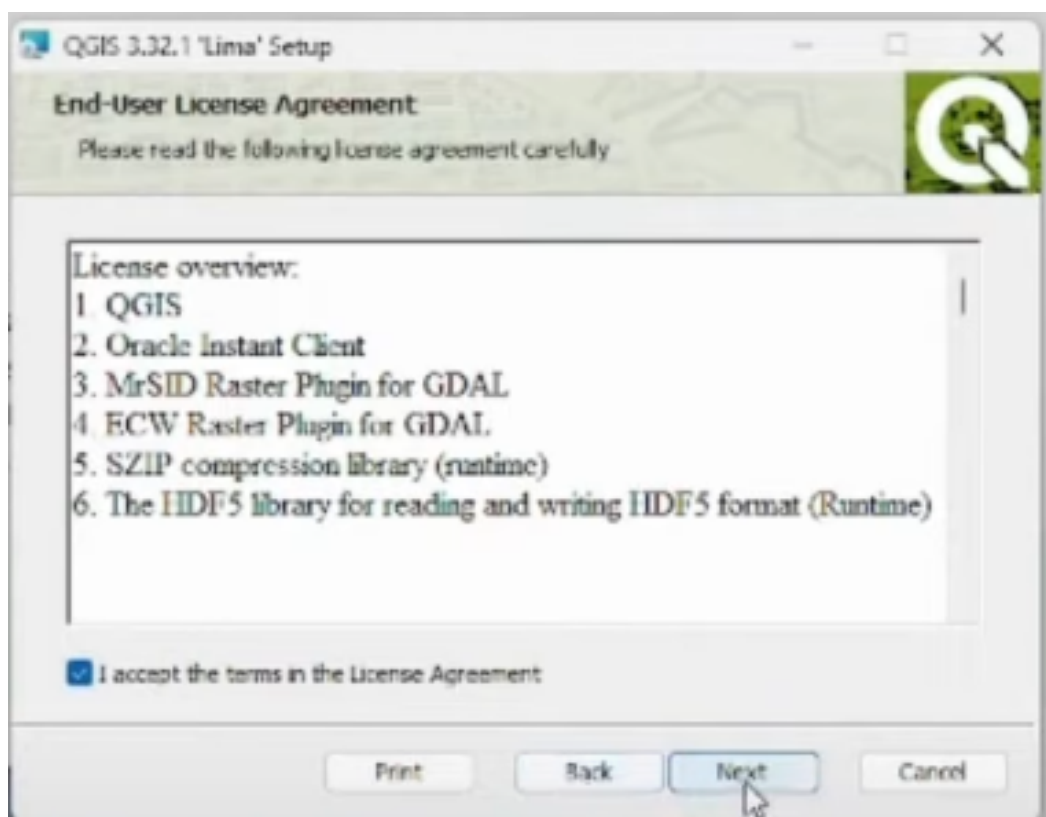 QGIS 3.32.1 'Lima' Setup
End-User License Agreement
Please read the following license agreement carefully
License overview:
1. QGIS
2. Oracle Instant Client
3. MrSID Raster Plugin for GDAL
4. ECW Raster Plugin for GDAL
5. SZIP compression library (runtime)
6. The HDF5 library for reading and writing HDF5 format (Runtime)
I accept the terms in the License Agreement
Print Back Next Cancel